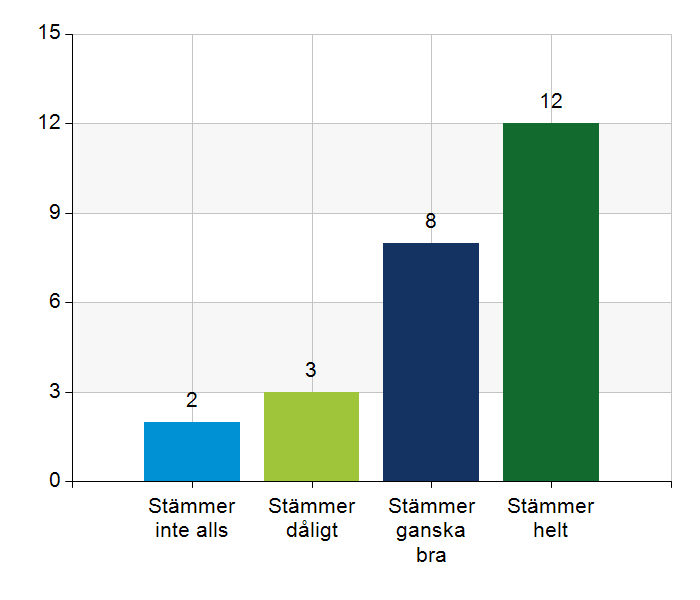 15
12
9
6
3
0
2
3
8
12
Stämmer
inte alls
Stämmer
dåligt
Stämmer
ganska
bra
Stämmer
helt